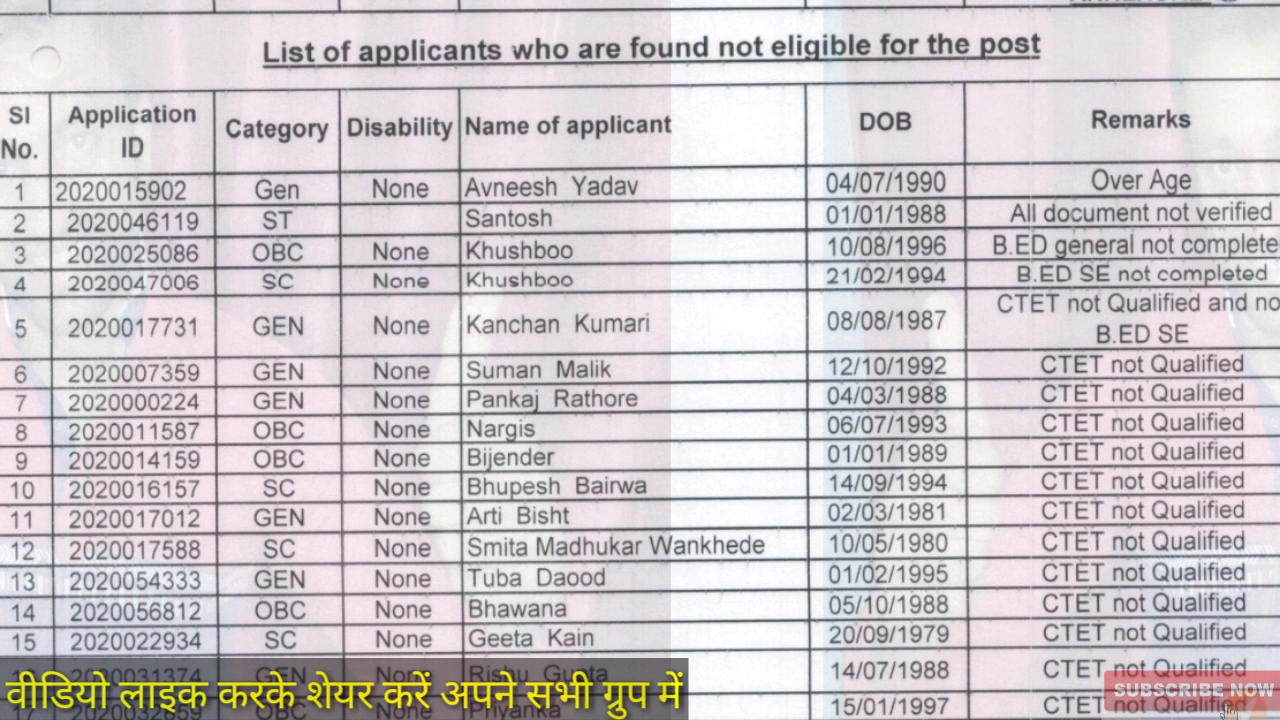 List of applicants who are found not eligible for the post
Sl No. Application ID Category Disability Name of applicant DOB Remarks
1 2020015902 Gen None Avneesh Yadav 04/07/1990 Over Age
2 2020046119 ST Santosh 01/01/1988 All document not verified
3 2020025086 OBC None Khushboo 10/08/1996 B.ED general not complete
4 2020047006 SC None Khushboo 21/02/1994 B.ED SE not completed
5 2020017731 GEN None Kanchan Kumari 08/08/1987 CTET not Qualified and no
B.ED SE
6 2020007359 GEN None Suman Malik 12/10/1992 CTET not Qualified
7 2020000224 GEN None Pankaj Rathore 04/03/1988 CTET not Qualified
8 2020011587 OBC None Nargis 06/07/1993 CTET not Qualified
9 2020014159 OBC None Bijender 01/01/1989 CTET not Qualified
10 2020016157 SC None Bhupesh Bairwa 14/09/1994 CTET not Qualified
11 2020017012 GEN None Arti Bisht 02/03/1981 CTET not Qualified
12 2020017588 SC None Smita Madhukar Wankhede 10/05/1980 CTET not Qualified
13 2020054333 GEN None Tuba Daood 01/02/1995 CTET not Qualified
14 2020056812 OBC None Bhawana 05/10/1988 CTET not Qualified
15 2020022934 SC None Geeta Kain 20/09/1979 CTET not Qualified
GEN None Rishu Gupta 14/07/1988 CTET not Qualified
OBC Priyanka 15/01/1997 CTET not Qualified
वीडियो लाइक करके शेयर करें अपने सभी ग्रुप में
SUBSCRIBE NOW